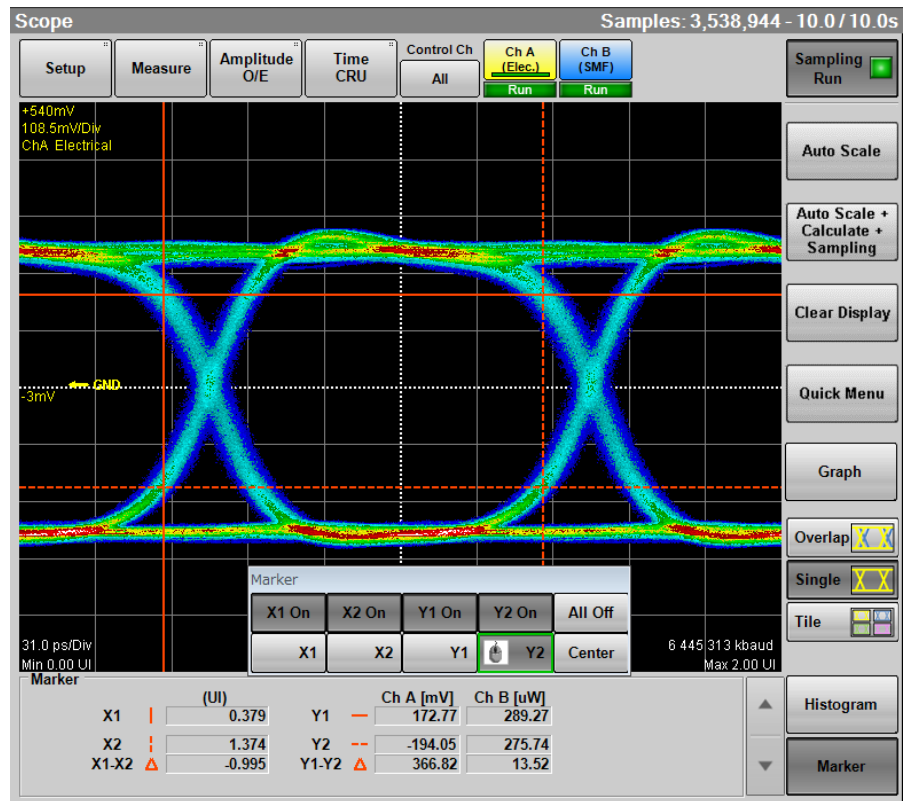 Scope Samples: 3,538,944 - 10.0 / 10.0s
Setup Measure Amplitude O/E Time CRU Control Ch All Ch A (Elec.) Run Ch B (SMF) Run Sampling Run
+540mV
108.5mV/Div
ChA Electrical
Auto Scale
Auto Scale +
Calculate +
Sampling
Clear Display
GND
-3mV
Quick Menu
Graph
Overlap
Single
Tile
Marker
X1 On X2 On Y1 On Y2 On All Off
X1 X2 Y1 Y2 Center
31.0 ps/Div 6 445 313 kbaud
Min 0.00 UI Max 2.00 UI
Marker
(UI) Ch A [mV] Ch B [uW]
X1 0.379 Y1 172.77 289.27
X2 1.374 Y2 -194.05 275.74
X1-X2 Δ -0.995 Y1-Y2 Δ 366.82 13.52
Histogram
Marker